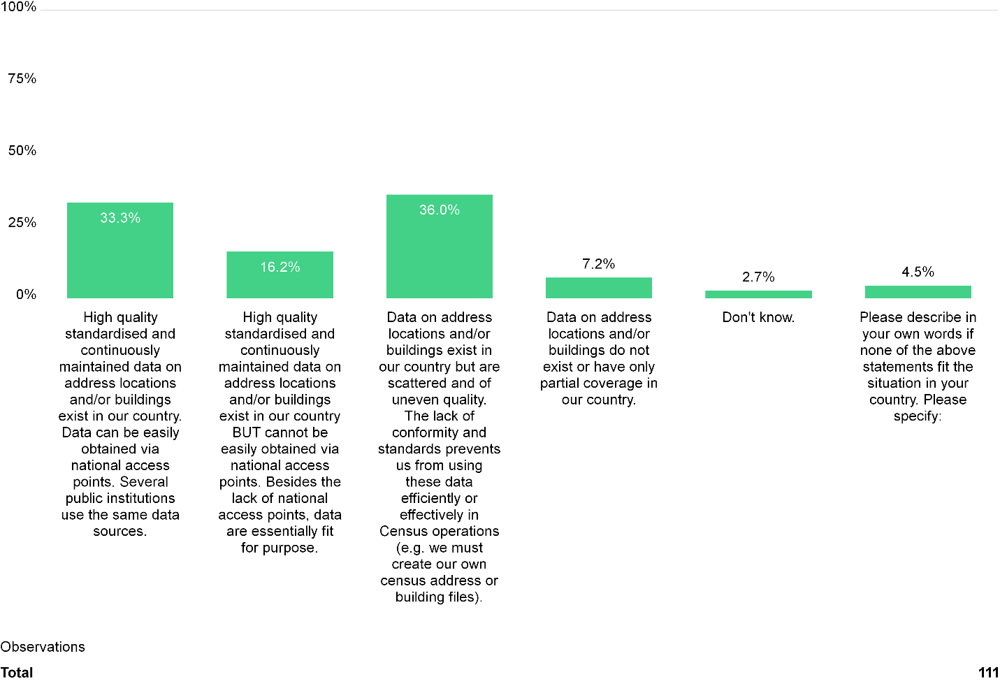 100%
75%
50%
25%
0%
33.3%
16.2%
36.0%
7.2%
2.7%
4.5%
High quality
standardised and
continuously
maintained data on
address locations
and/or buildings
exist in our country.
Data can be easily
obtained via
national access
points. Several
public institutions
use the same data
sources.
High quality
standardised and
continuously
maintained data on
address locations
and/or buildings
exist in our country
BUT cannot be
easily obtained via
national access
points. Besides the
lack of national
access points, data
are essentially fit
for purpose.
Data on address
locations and/or
buildings exist in
our country but are
scattered and of
uneven quality.
The lack of
conformity and
standards prevents
us from using
these data
efficiently or
effectively in
Census operations
(e.g. we must
create our own
census address or
building files).
Data on address
locations and/or
buildings do not
exist or have only
partial coverage in
our country.
Don't know.
Please describe in
your own words if
none of the above
statements fit the
situation in your
country. Please
specify:
Observations
Total 111